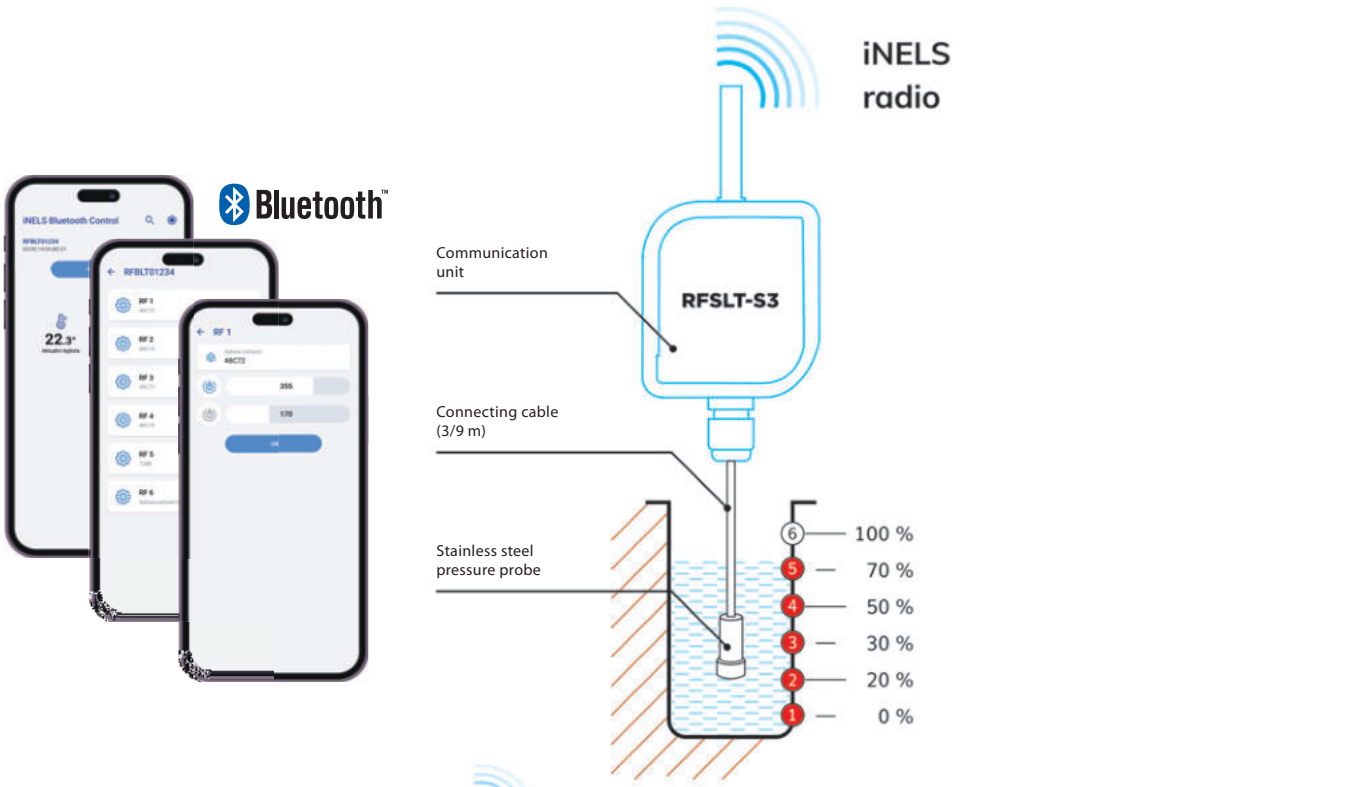 iNELS
radio
Bluetooth™
iNELS Bluetooth Control
RFBLT01234
22.3°
RFBLT01234
RF 1
RF 2
RF 3
RF 4
RF 5
RF 6
RF 1
48C72
355
170
OK
Communication
unit
RFSLT-S3
Connecting cable
(3/9 m)
Stainless steel
pressure probe
6 100 %
5 70 %
4 50 %
3 30 %
2 20 %
1 0 %